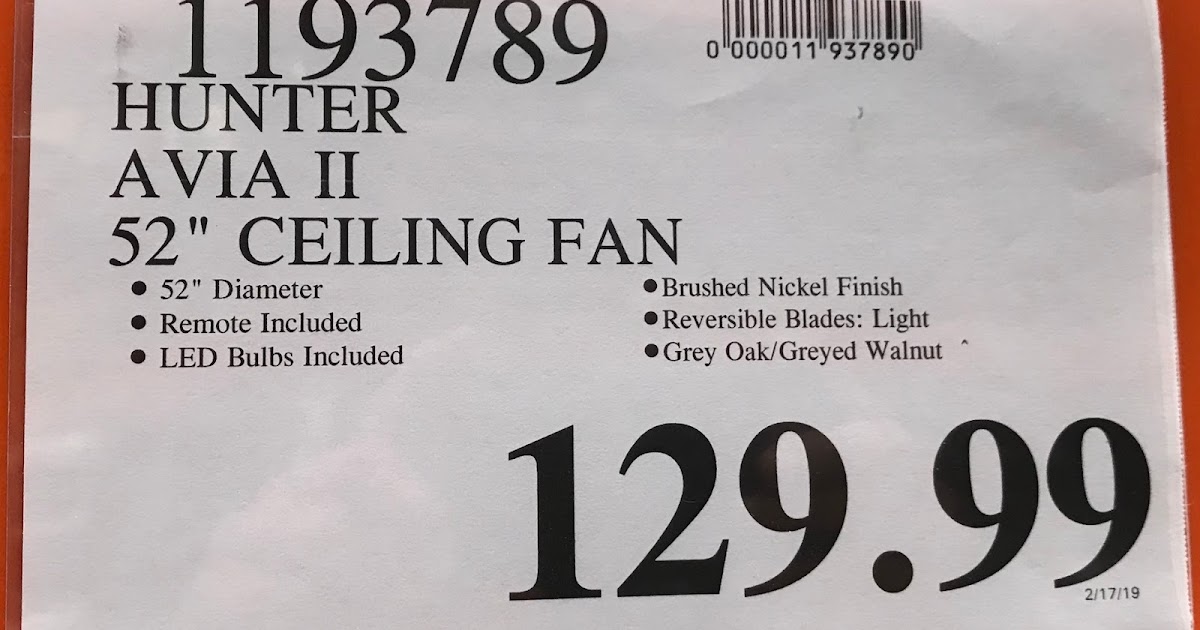 1193789
0 000011 937890
HUNTER
AVIA II
52" CEILING FAN
• 52" Diameter
• Remote Included
• LED Bulbs Included
•Brushed Nickel Finish
•Reversible Blades: Light
•Grey Oak/Greyed Walnut
129.99
2/17/19